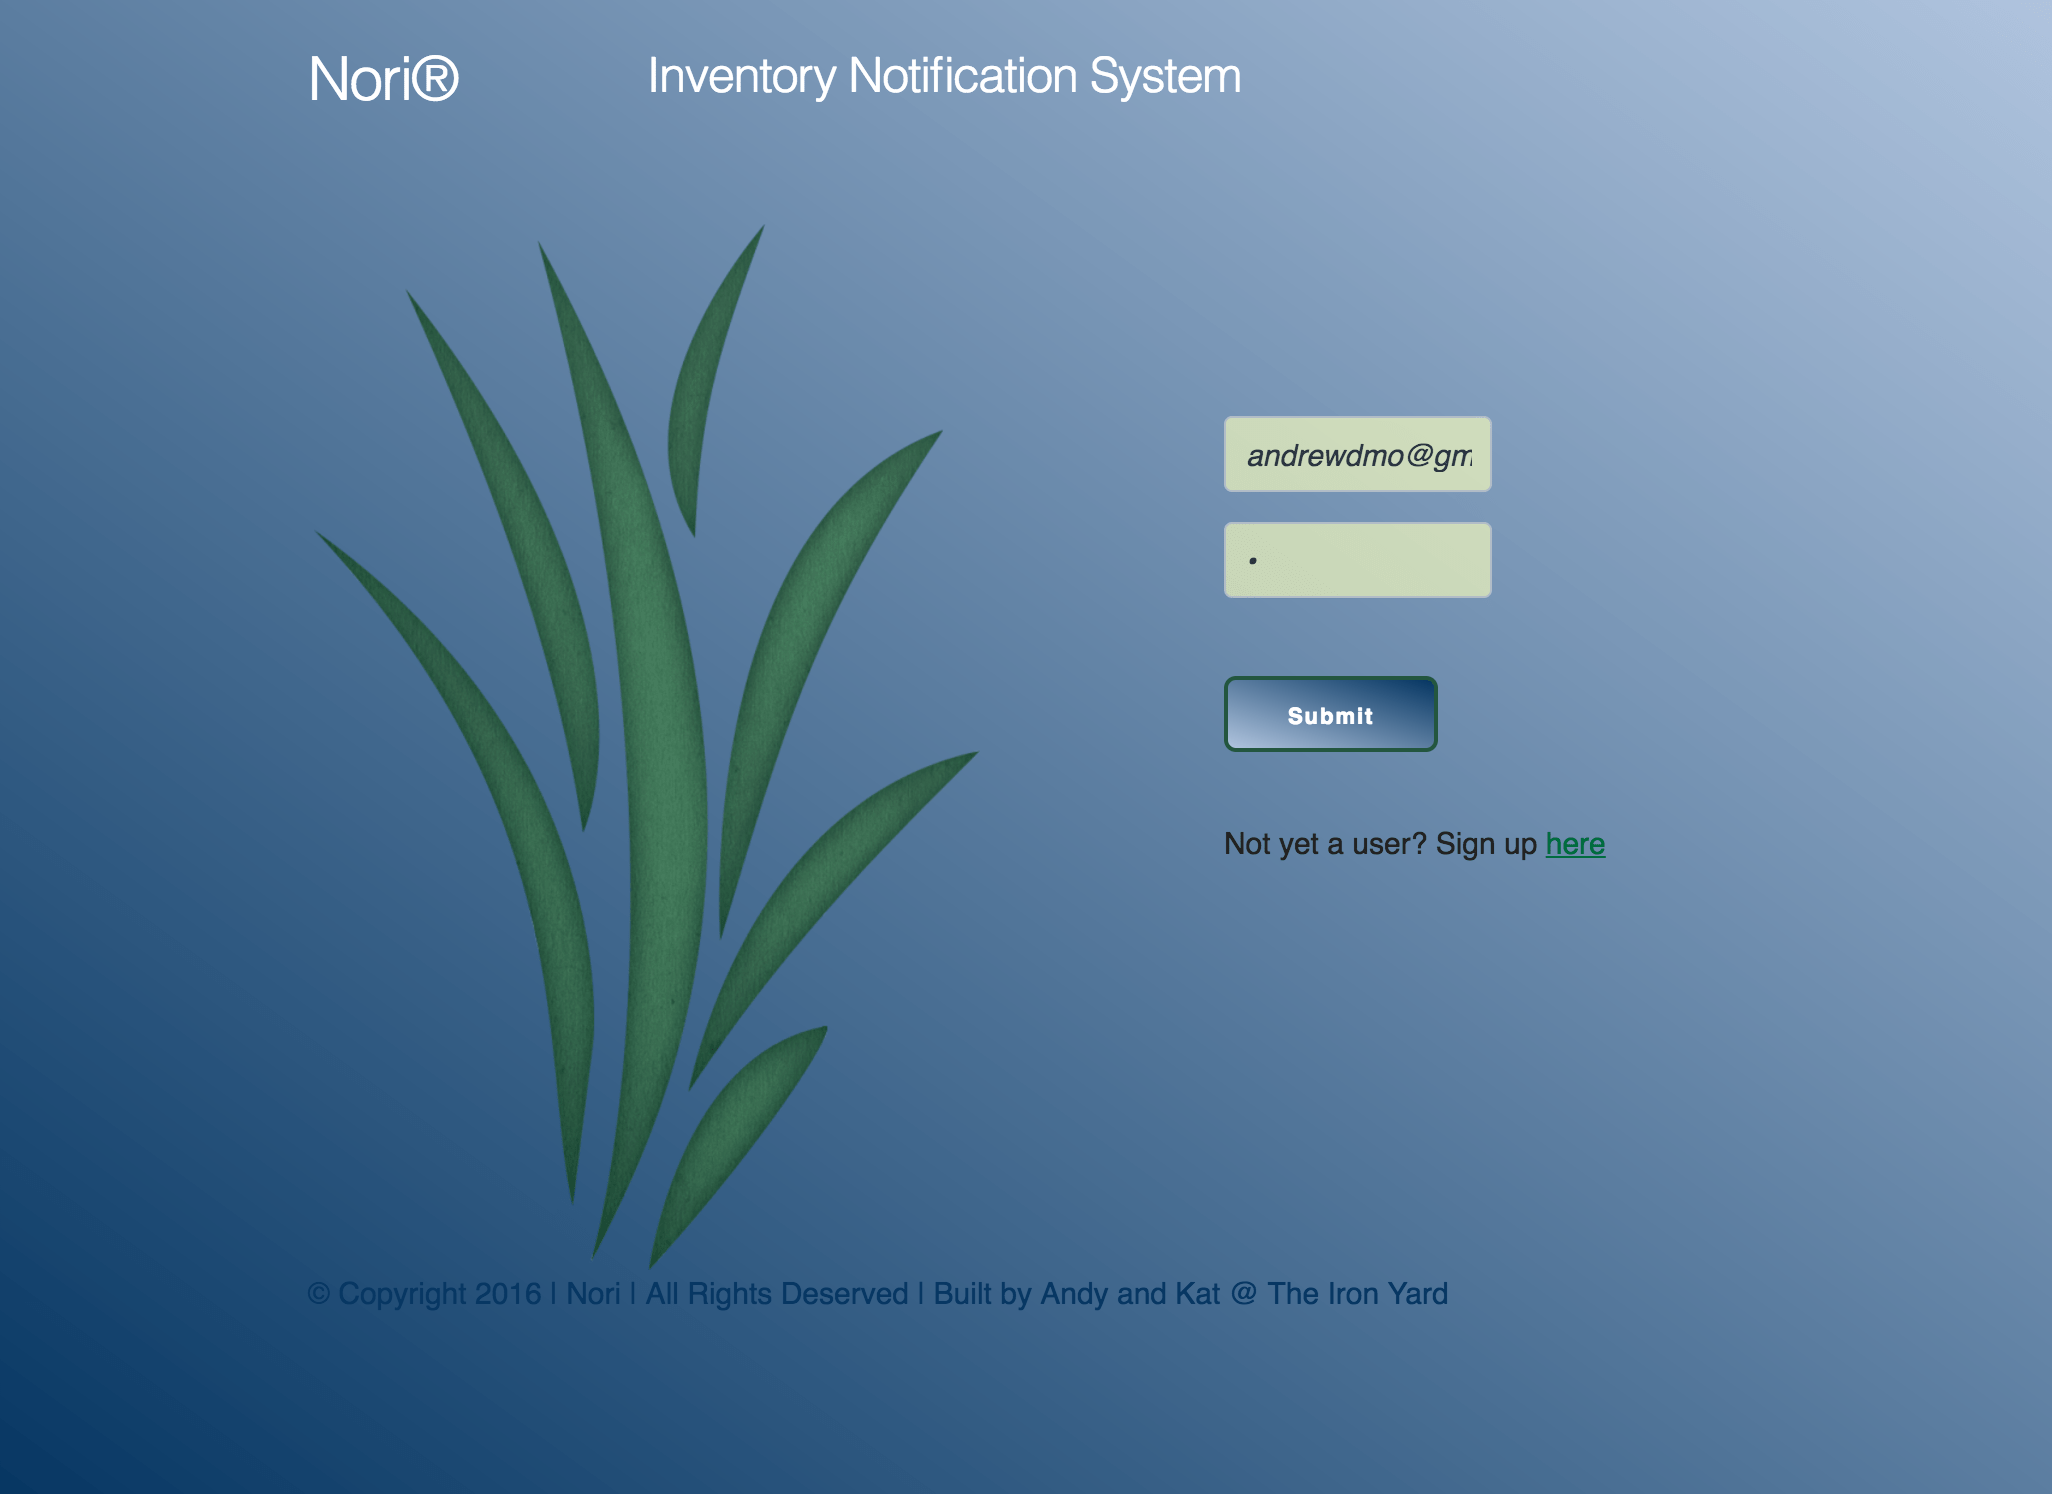 Nori®
Inventory Notification System
andrewdmo@gm
•
Submit
Not yet a user? Sign up here
© Copyright 2016 | Nori | All Rights Deserved | Built by Andy and Kat @ The Iron Yard